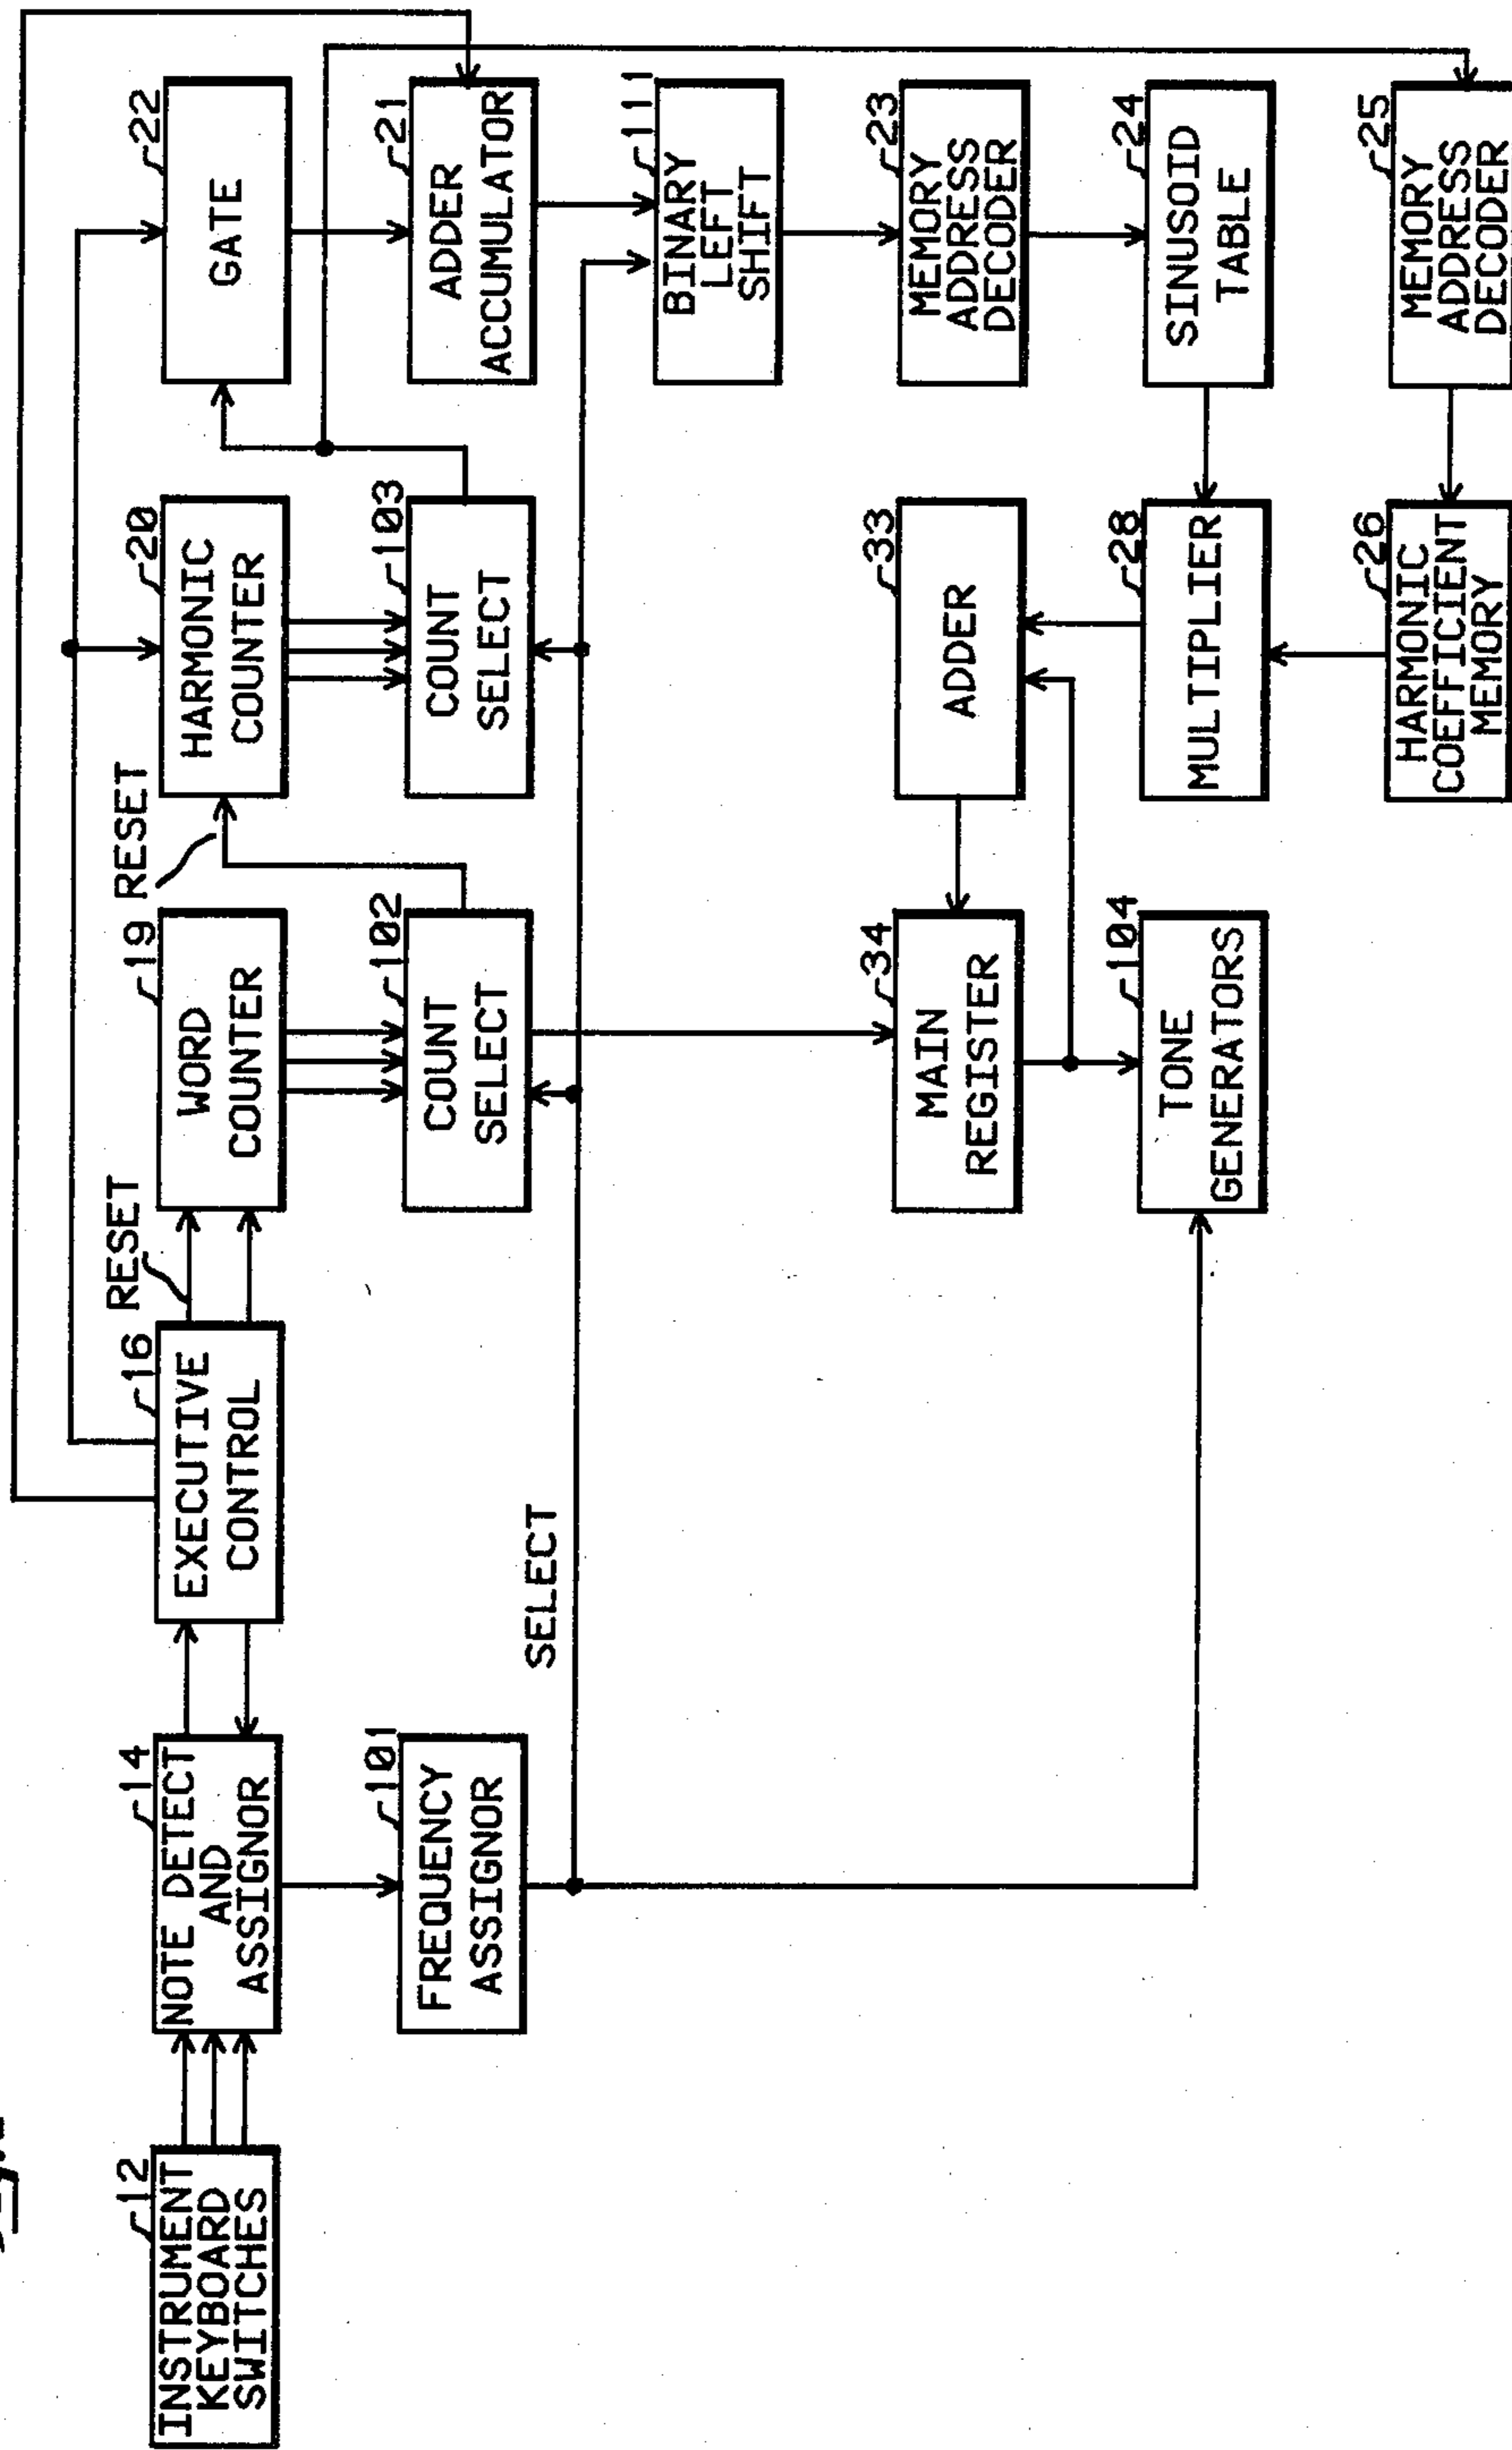 12
INSTRUMENT
KEYBOARD
SWITCHES
14
NOTE DETECT
AND
ASSIGNOR
16
EXECUTIVE
CONTROL
RESET
19
WORD
COUNTER
RESET
20
HARMONIC
COUNTER
22
GATE
101
FREQUENCY
ASSIGNOR
102
COUNT
SELECT
103
COUNT
SELECT
21
ADDER
ACCUMULATOR
SELECT
111
BINARY
LEFT
SHIFT
34
MAIN
REGISTER
33
ADDER
23
MEMORY
ADDRESS
DECODER
104
TONE
GENERATORS
28
MULTIPLIER
24
SINUSOID
TABLE
26
HARMONIC
COEFFICIENT
MEMORY
25
MEMORY
ADDRESS
DECODER